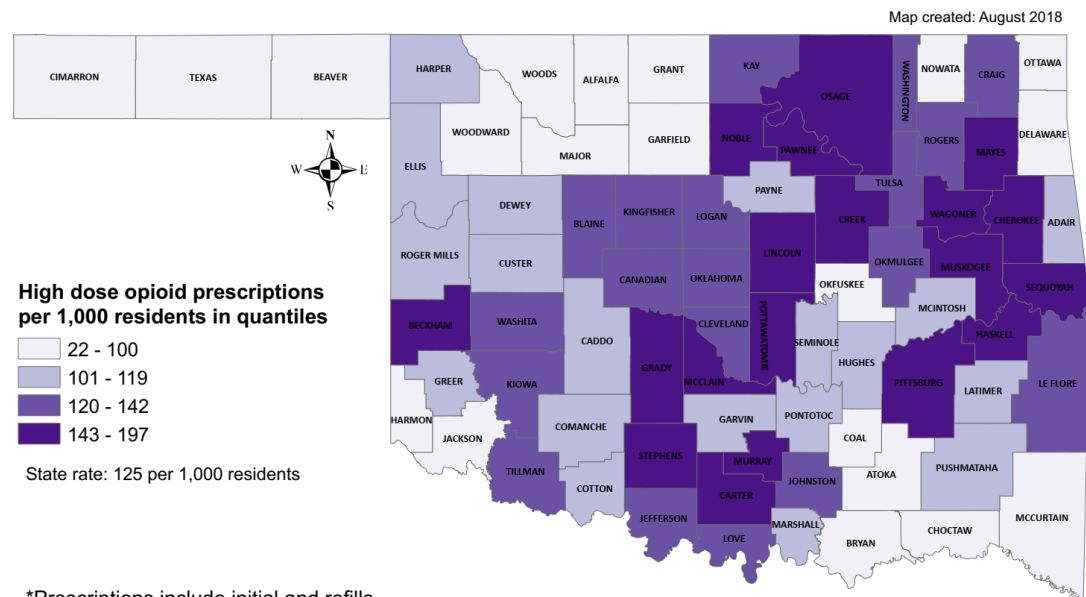 Map created: August 2018
CIMARRON
TEXAS
BEAVER
HARPER
WOODS
ALFALFA
GRANT
KAY
OSAGE
WASHINGTON
NOWATA
CRAIG
OTTAWA
WOODWARD
MAJOR
GARFIELD
NOBLE
PAWNEE
ROGERS
MAYES
DELAWARE
N
W
E
S
ELLIS
DEWEY
BLAINE
KINGFISHER
LOGAN
PAYNE
CREEK
TULSA
WAGONER
CHEROKEE
ADAIR
ROGER MILLS
CUSTER
CANADIAN
OKLAHOMA
LINCOLN
OKFUSKEE
OKMULGEE
MUSKOGEE
SEQUOYAH
High dose opioid prescriptions
per 1,000 residents in quantiles
22 - 100
101 - 119
120 - 142
143 - 197
State rate: 125 per 1,000 residents
BECKHAM
WASHITA
CADDO
GRADY
CLEVELAND
MCCLAIN
POTTAWATOMIE
SEMINOLE
HUGHES
MCINTOSH
HASKELL
PITTSBURG
LATIMER
LE FLORE
GREER
KIOWA
HARMON
JACKSON
COMANCHE
GARVIN
PONTOTOC
COAL
ATOKA
PUSHMATAHA
TILLMAN
COTTON
STEPHENS
MURRAY
CARTER
JOHNSTON
JEFFERSON
LOVE
MARSHALL
BRYAN
CHOCTAW
MCCURTAIN
*Prescriptions include initial and refills